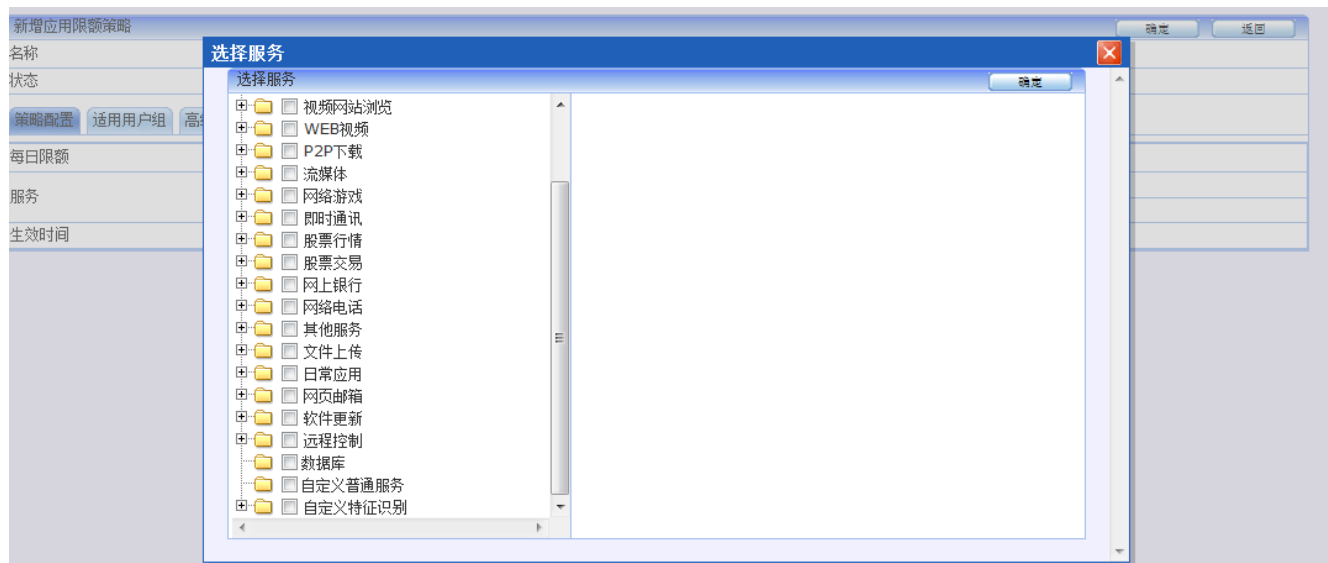 新增应用限额策略
确定
返回
名称
状态
策略配置
适用用户组
高
每日限额
服务
生效时间
选择服务
选择服务
确定
视频网站浏览
WEB视频
P2P下载
流媒体
网络游戏
即时通讯
股票行情
股票交易
网上银行
网络电话
其他服务
文件上传
日常应用
网页邮箱
软件更新
远程控制
数据库
自定义普通服务
自定义特征识别